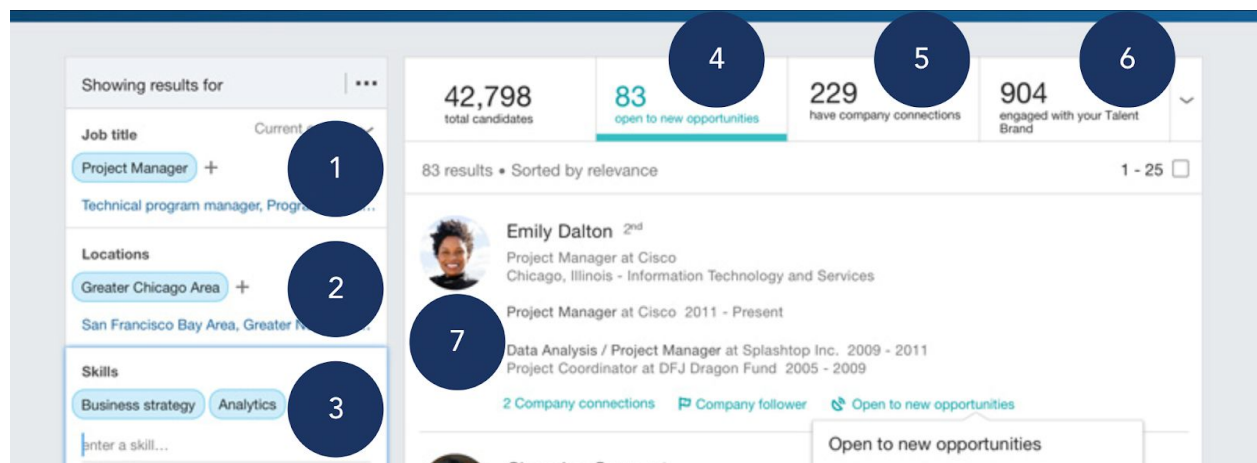 Showing results for
Job title
Current
Project Manager +
Technical program manager,
1
Locations
Greater Chicago Area +
San Francisco Bay Area, Greater
2
Skills
Business strategy Analytics
enter a skill...
3
42,798
total candidates
83
open to new opportunities
4
229
have company connections
5
904
engaged with your Talent
Brand
6
83 results • Sorted by relevance
1 - 25
Emily Dalton 2nd
Project Manager at Cisco
Chicago, Illinois - Information Technology and Services
Project Manager at Cisco 2011 - Present
7
Data Analysis / Project Manager at Splashtop Inc. 2009 - 2011
Project Coordinator at DFJ Dragon Fund 2005 - 2009
2 Company connections Company follower Open to new opportunities
Open to new opportunities